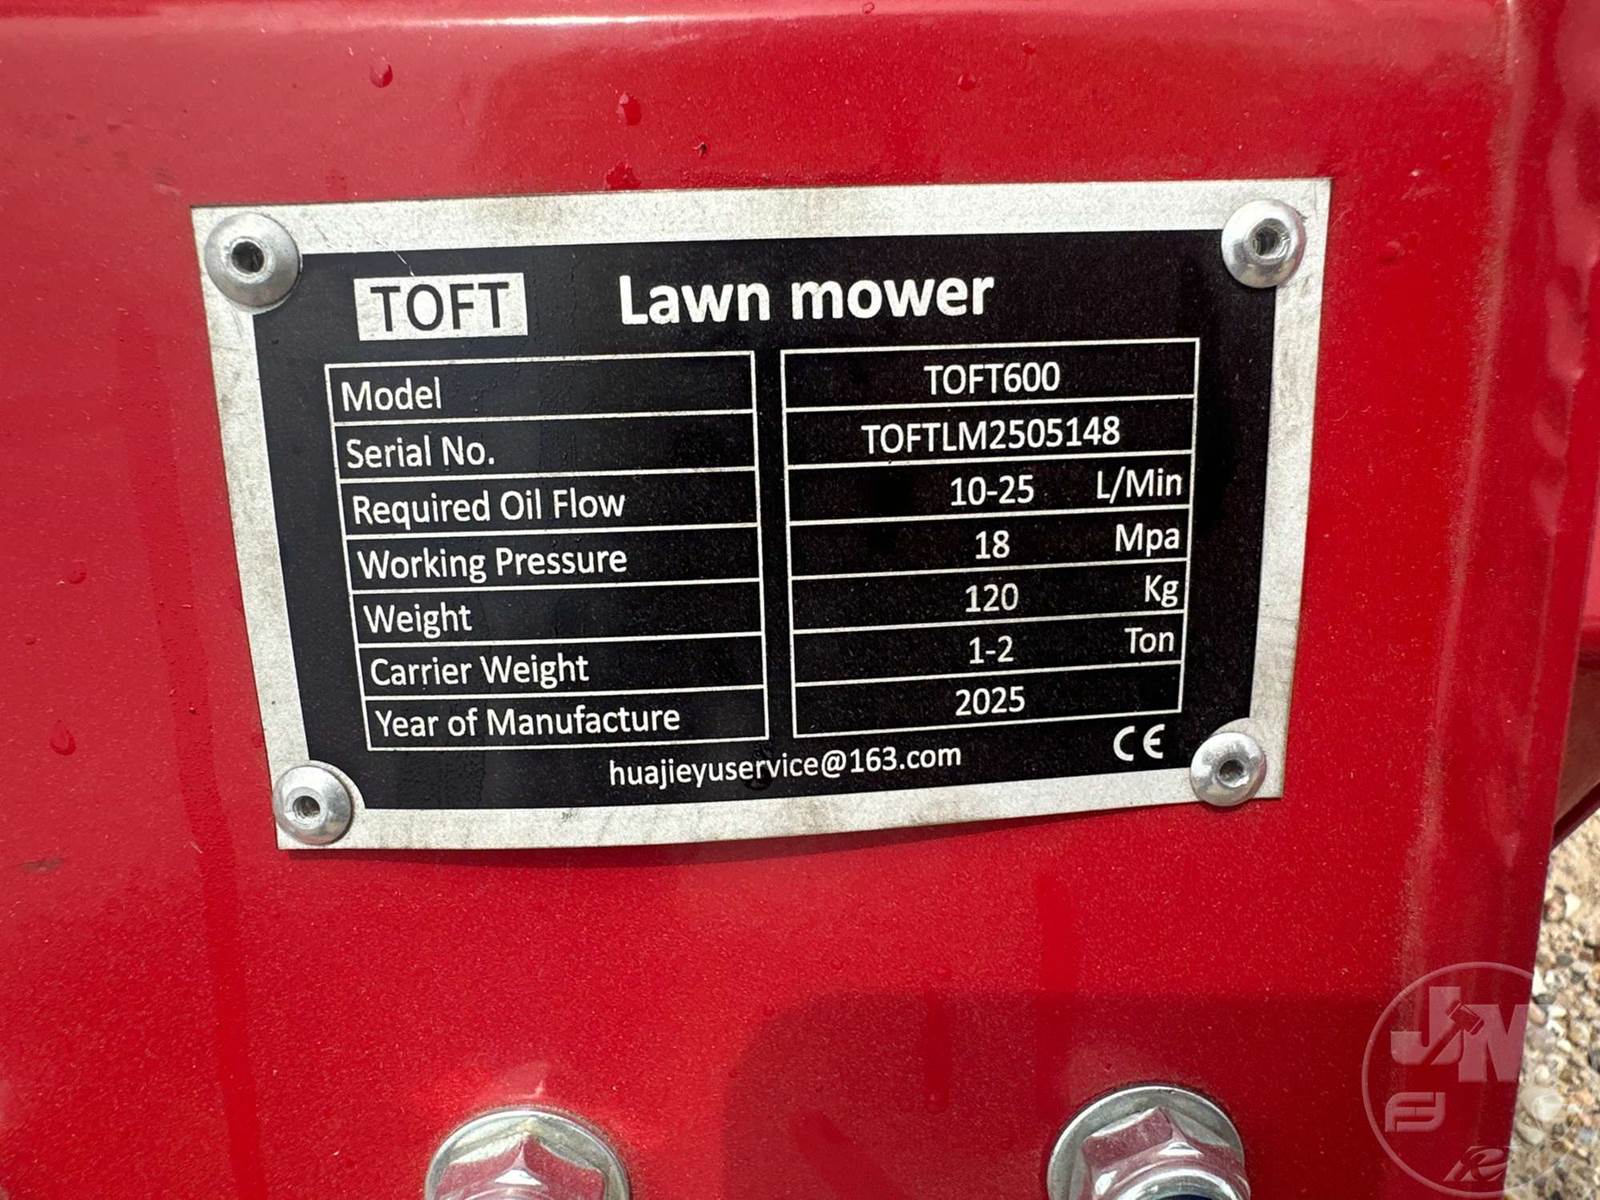 TOFT Lawn mower
Model TOFT600
Serial No. TOFTLM2505148
Required Oil Flow 10-25 L/Min
Working Pressure 18 Mpa
Weight 120 Kg
Carrier Weight 1-2 Ton
Year of Manufacture 2025
huajieyuservice@163.com CE
JM